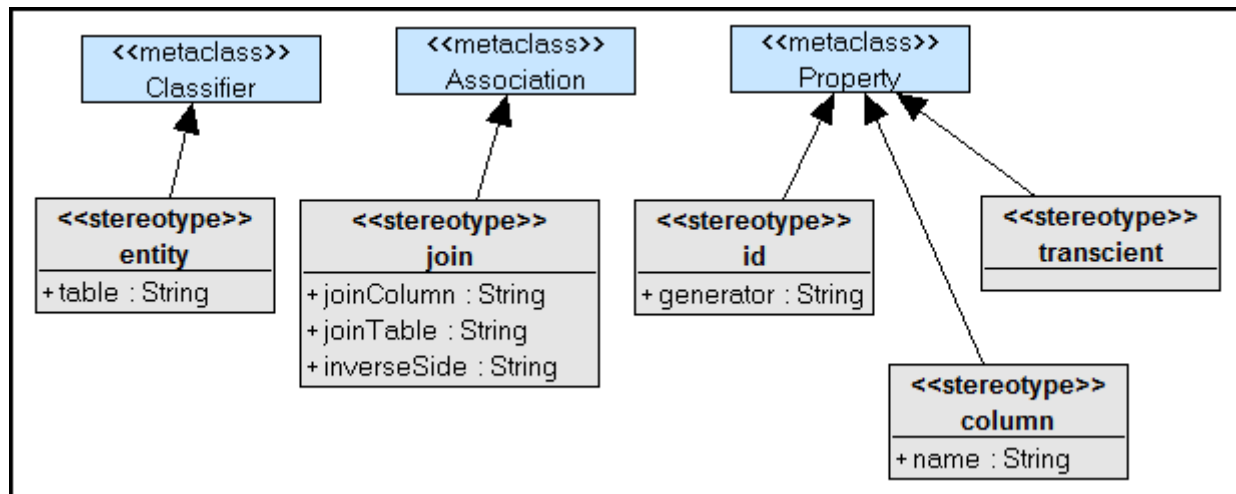 <<metaclass>>
Classifier
<<metaclass>>
Association
<<metaclass>>
Property
<<stereotype>>
entity
+ table : String
<<stereotype>>
join
+ joinColumn : String
+ joinTable : String
+ inverseSide : String
<<stereotype>>
id
+ generator : String
<<stereotype>>
transcient
<<stereotype>>
column
+ name : String